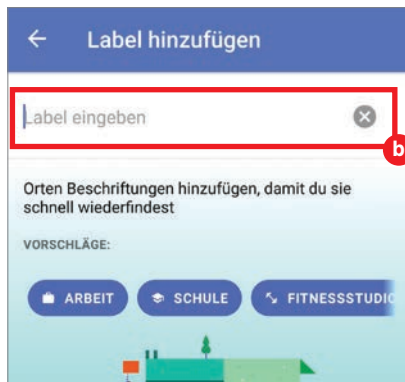 Label hinzufügen
Label eingeben
b
Orten Beschriftungen hinzufügen, damit du sie
schnell wiederfindest
VORSCHLÄGE:
ARBEIT SCHULE FITNESSSTUDIO